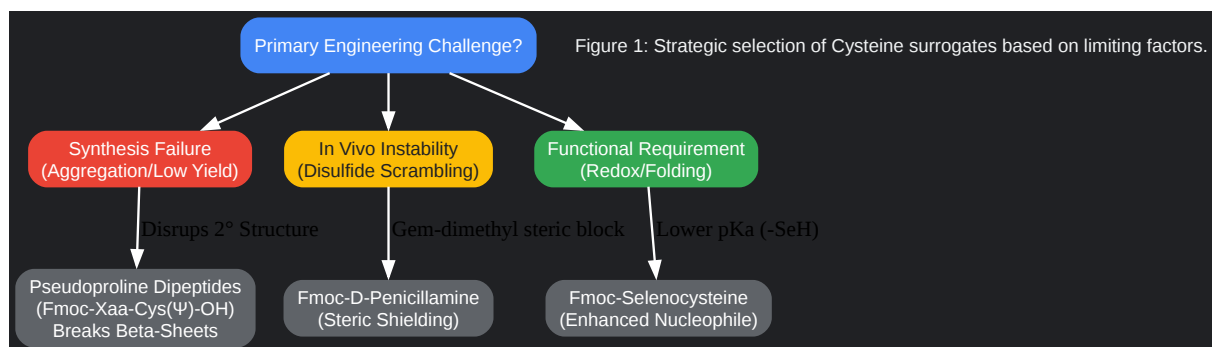 Primary Engineering Challenge?
Figure 1: Strategic selection of Cysteine surrogates based on limiting factors.
Synthesis Failure
(Aggregation/Low Yield)
In Vivo Instability
(Disulfide Scrambling)
Functional Requirement
(Redox/Folding)
Disrups 2° Structure
Gem-dimethyl steric block
Lower pKa (-SeH)
Pseudoproline Dipeptides
(Fmoc-Xaa-Cys(Ψ)-OH)
Breaks Beta-Sheets
Fmoc-D-Penicillamine
(Steric Shielding)
Fmoc-Selenocysteine
(Enhanced Nucleophile)